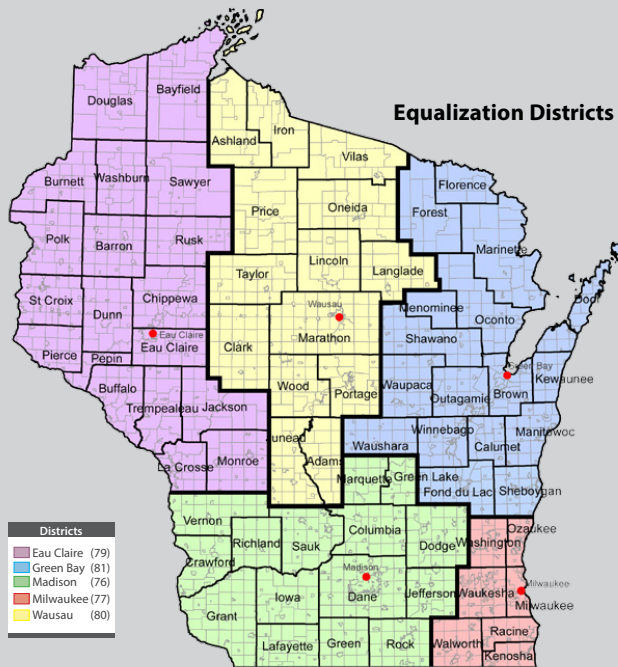 Equalization Districts
Bayfield
Douglas
Iron
Ashland
Vilas
Burnett
Washburn
Sawyer
Florence
Forest
Price
Oneida
Polk
Barron
Rusk
Marinette
Lincoln
Taylor
Langlade
St Croix
Chippewa
Dunn
Wausau
Menominee
Door
Oconto
Eau Claire
Eau Claire
Marathon
Shawano
Clark
Pierce
Pepin
Green Bay
Buffalo
Wood
Portage
Waupaca
Outagamie
Brown
Kewaunee
Trempealeau
Jackson
Winnebago
Manitowoc
Juneau
Waushara
Calumet
La Crosse
Monroe
Adams
Marquette
Green Lake
Fond du Lac
Sheboygan
Vernon
Columbia
Ozaukee
Richland
Sauk
Dodge
Washington
Crawford
Madison
Dane
Jefferson
Waukesha
Milwaukee
Milwaukee
Iowa
Grant
Racine
Lafayette
Green
Rock
Walworth
Kenosha
Districts
Eau Claire (79)
Green Bay (81)
Madison (76)
Milwaukee (77)
Wausau (80)